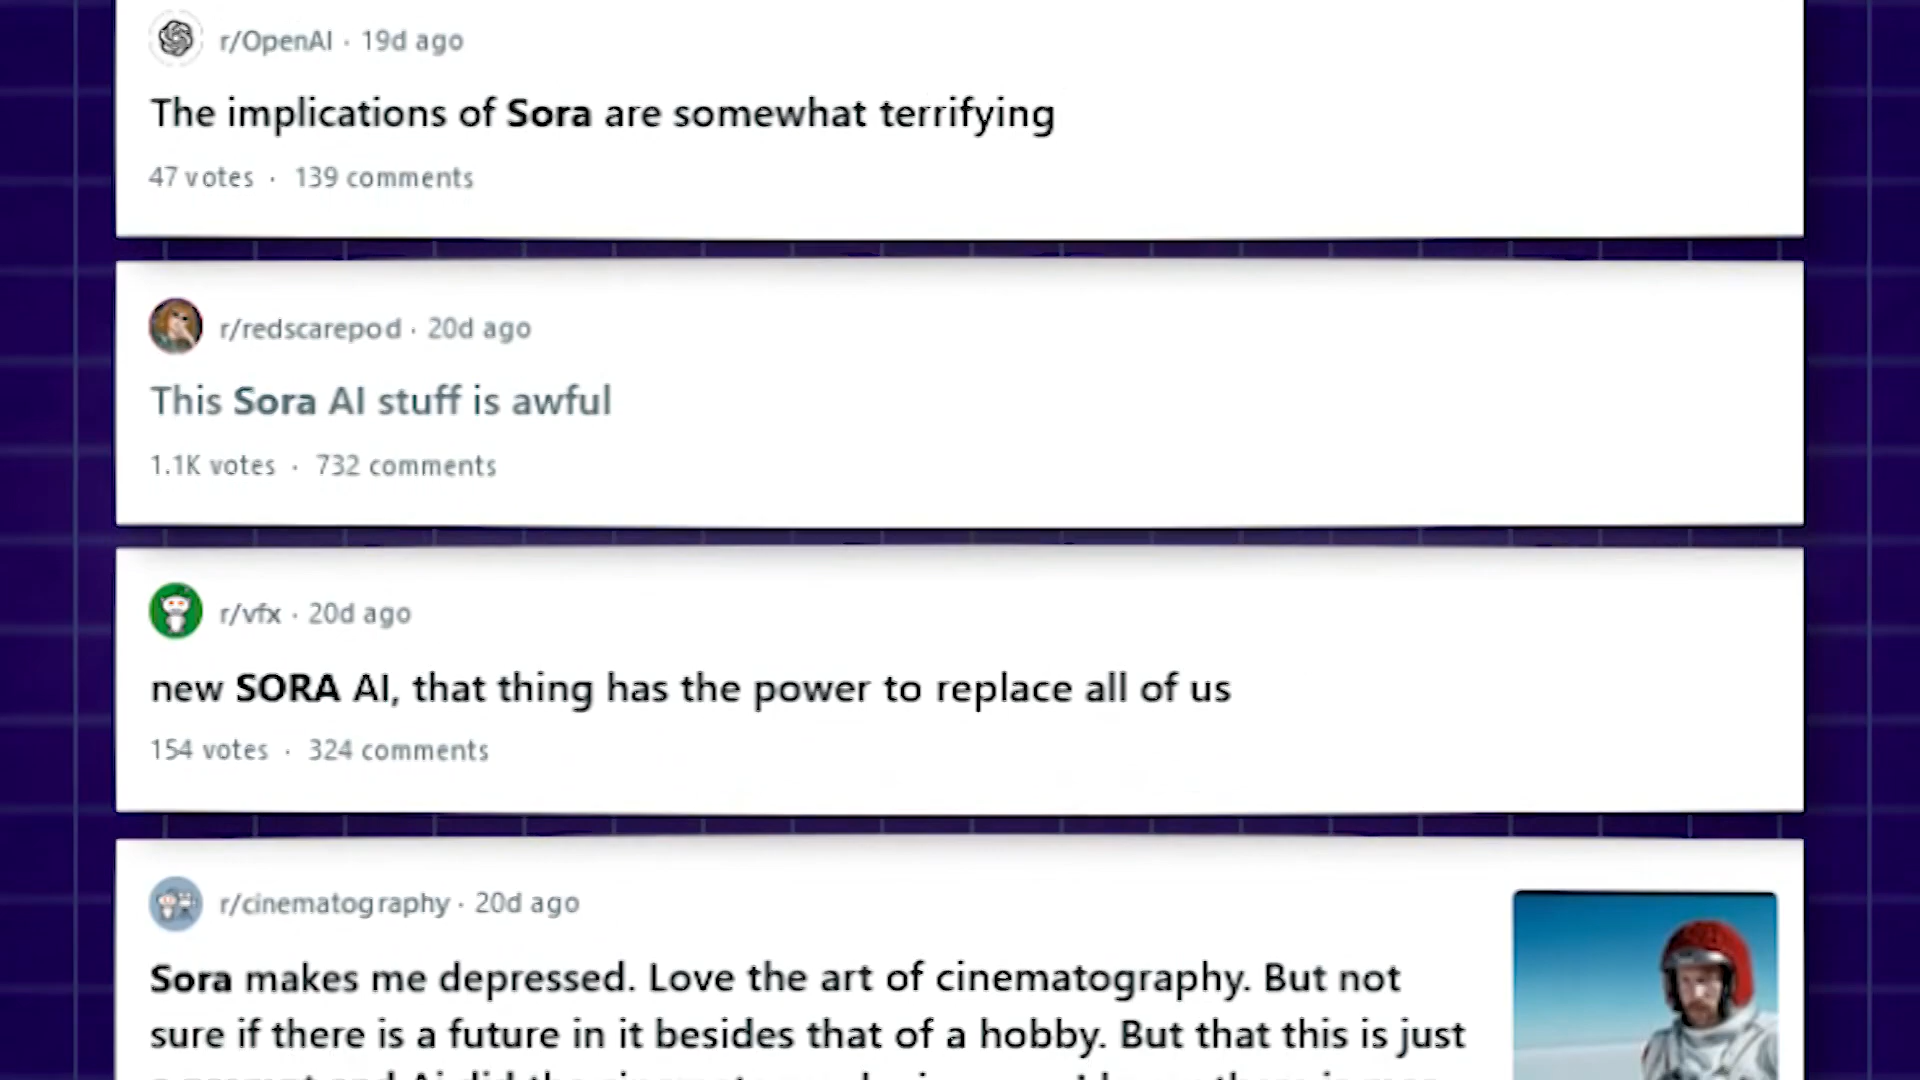 r/OpenAI · 19d ago
The implications of Sora are somewhat terrifying
47 votes · 139 comments
r/redscarepod · 20d ago
This Sora AI stuff is awful
1.1K votes · 732 comments
r/vfx · 20d ago
new SORA AI, that thing has the power to replace all of us
154 votes · 324 comments
r/cinematography · 20d ago
Sora makes me depressed. Love the art of cinematography. But not
sure if there is a future in it besides that of a hobby. But that this is just